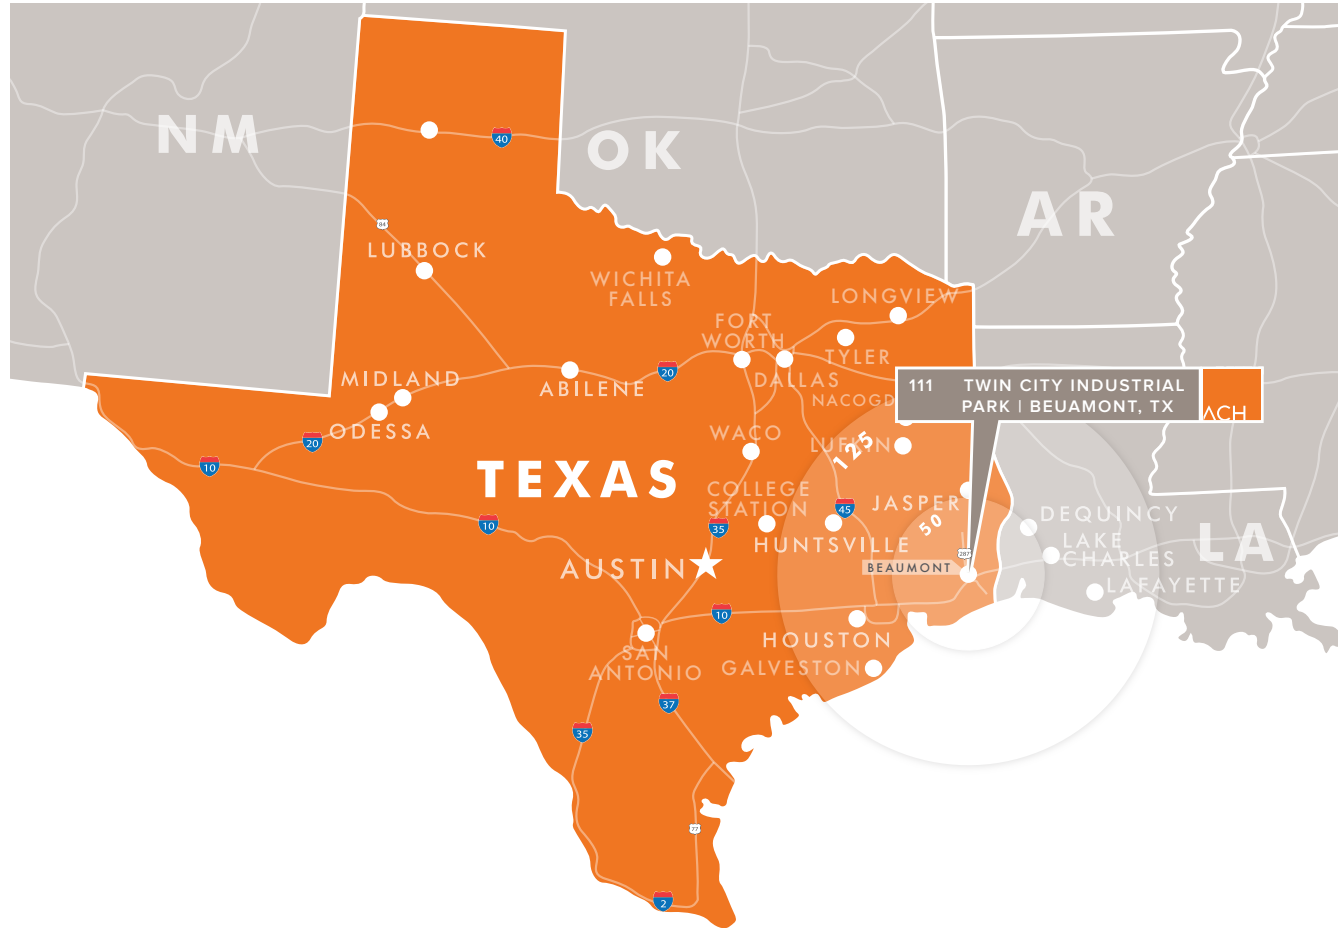 NM
OK
AR
40
84
LUBBOCK
WICHITA
FALLS
LONGVIEW
FORT
WORTH
TYLER
DALLAS
20
MIDLAND
ABILENE
ODESSA
20
NACOGD
111 TWIN CITY INDUSTRIAL
PARK | BEUAMONT, TX
ACH
WACO
LUFKIN
125
10
TEXAS
COLLEGE
STATION
JASPER
45
50
10
35
HUNTSVILLE
DEQUINCY
LAKE
CHARLES
LA
287
BEAUMONT
AUSTIN
LAFAYETTE
10
HOUSTON
SAN
ANTONIO
GALVESTON
37
35
77
2